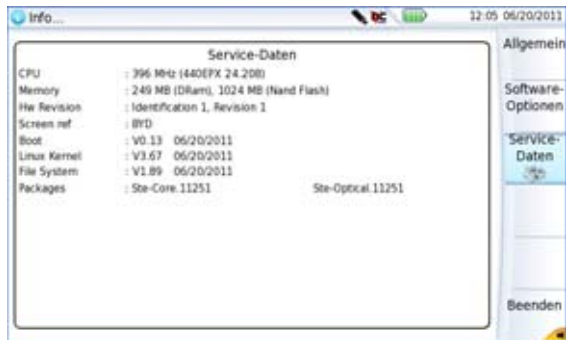 Info...
DC
12:05 06/20/2011
Service-Daten
CPU : 396 MHz (440EPX 24.208)
Memory : 249 MB (DRam), 1024 MB (Nand Flash)
Hw Revision : Identification 1, Revision 1
Screen ref : BYD
Boot : V0.13 06/20/2011
Linux Kernel : V3.67 06/20/2011
File System : V1.89 06/20/2011
Packages : Ste-Core.11251 Ste-Optical.11251
Allgemein
Software-
Optionen
Service-
Daten
Beenden